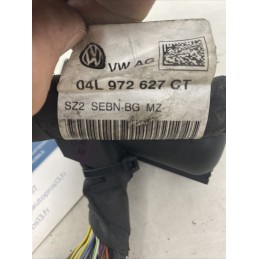 VW AG
04L 972 627 CT
SZ2 SEBN-BG MZ